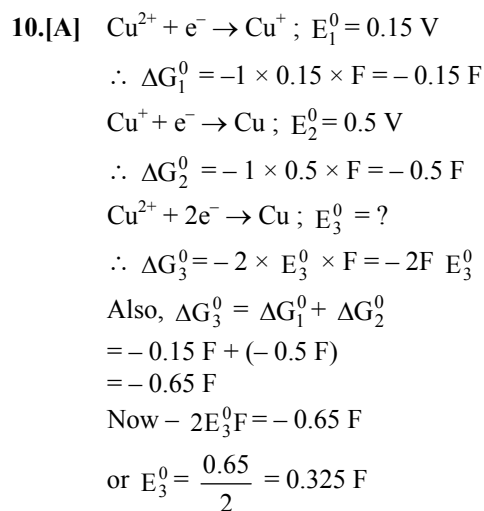 10.[A] Cu²⁺ + e⁻ → Cu⁺ ; E₁⁰ = 0.15 V
∴ ΔG₁⁰ = –1 × 0.15 × F = – 0.15 F
Cu⁺ + e⁻ → Cu ; E₂⁰ = 0.5 V
∴ ΔG₂⁰ = – 1 × 0.5 × F = – 0.5 F
Cu²⁺ + 2e⁻ → Cu ; E₃⁰ = ?
∴ ΔG₃⁰ = – 2 × E₃⁰ × F = – 2F E₃⁰
Also, ΔG₃⁰ = ΔG₁⁰ + ΔG₂⁰
= – 0.15 F + (– 0.5 F)
= – 0.65 F
Now – 2E₃⁰F = – 0.65 F
or E₃⁰ = 0.65/2 = 0.325 F